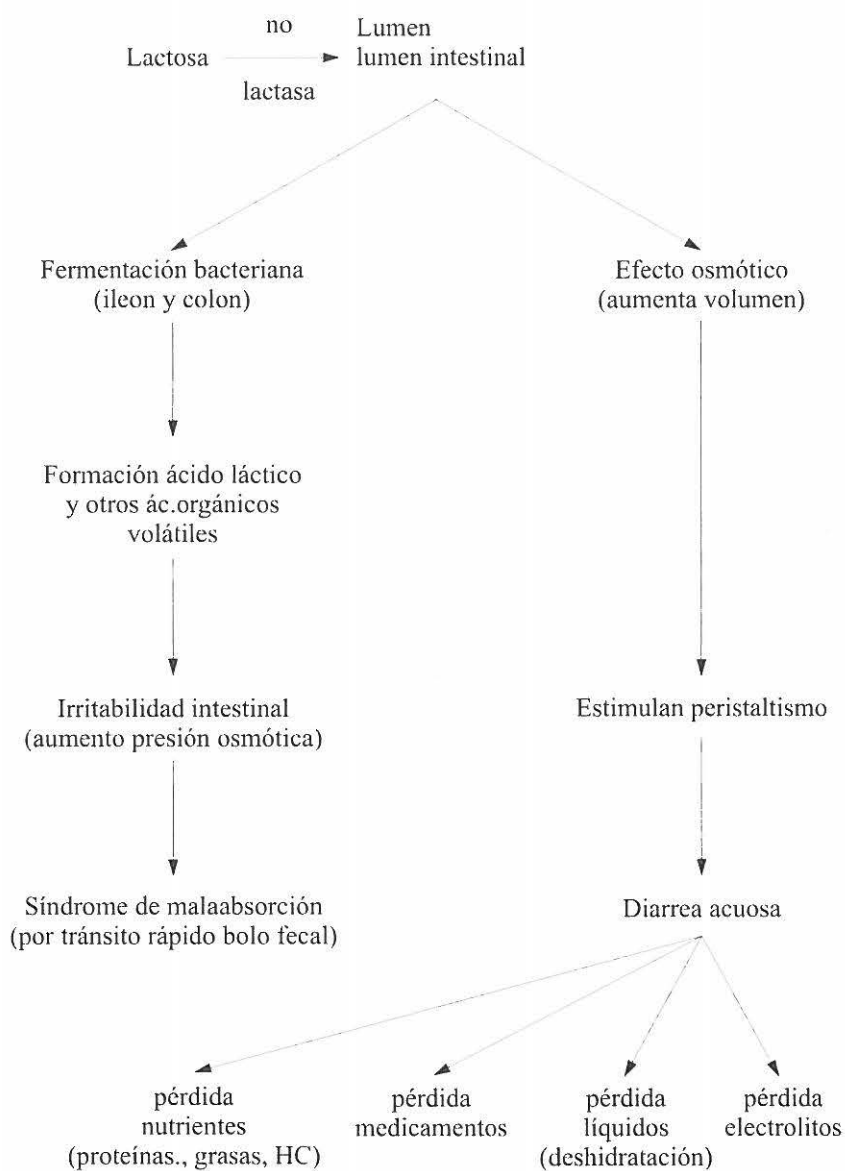 no
Lactosa
lactasa
Lumen
lumen intestinal
Fermentación bacteriana
(ileon y colon)
Efecto osmótico
(aumenta volumen)
Formación ácido láctico
y otros ác.orgánicos
volátiles
Irritabilidad intestinal
(aumento presión osmótica)
Estimulan peristaltismo
Síndrome de malaabsorción
(por tránsito rápido bolo fecal)
Diarrea acuosa
pérdida
nutrientes
(proteínas., grasas, HC)
pérdida
medicamentos
pérdida
líquidos
(deshidratación)
pérdida
electrolitos